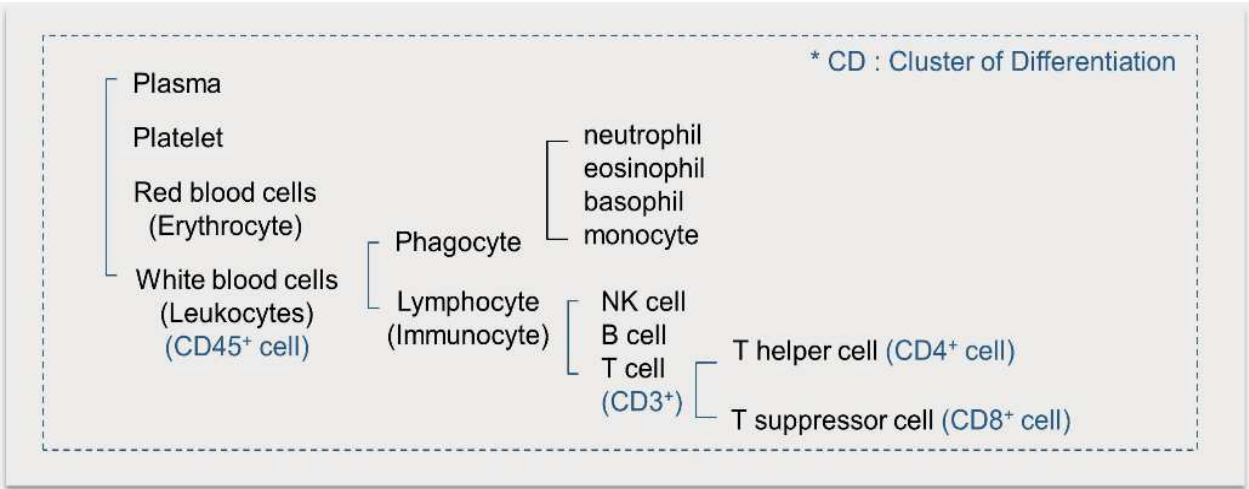 * CD : Cluster of Differentiation
Plasma
Platelet
Red blood cells
(Erythrocyte)
White blood cells
(Leukocytes)
(CD45⁺ cell)
Phagocyte
neutrophil
eosinophil
basophil
monocyte
Lymphocyte
(Immunocyte)
NK cell
B cell
T cell
(CD3⁺)
T helper cell (CD4⁺ cell)
T suppressor cell (CD8⁺ cell)